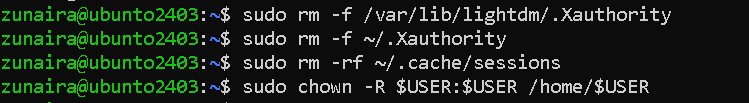 zunaira@ubunto2403:~$ sudo rm -f /var/lib/lightdm/.Xauthority
zunaira@ubunto2403:~$ sudo rm -f ~/.Xauthority
zunaira@ubunto2403:~$ sudo rm -rf ~/.cache/sessions
zunaira@ubunto2403:~$ sudo chown -R $USER:$USER /home/$USER